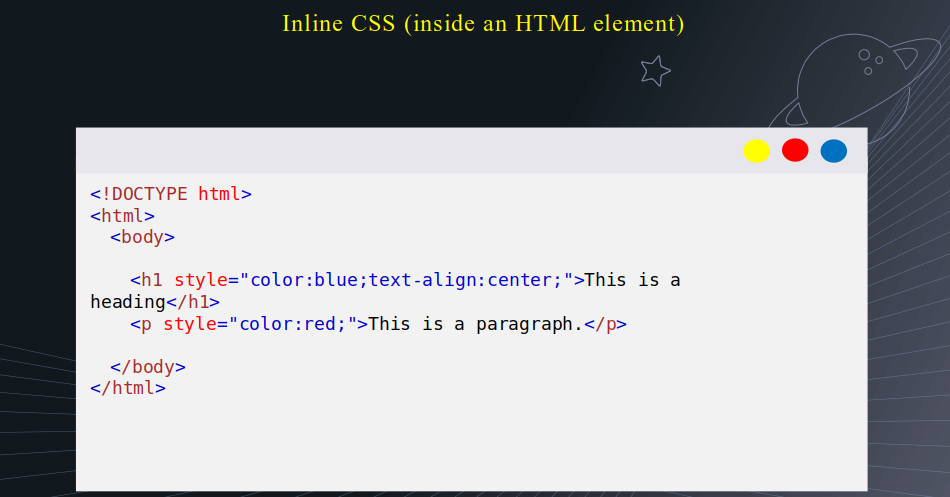 Inline CSS (inside an HTML element)
<!DOCTYPE html>
<html>
<body>
<h1 style="color:blue;text-align:center;">This is a
heading</h1>
<p style="color:red;">This is a paragraph.</p>
</body>
</html>